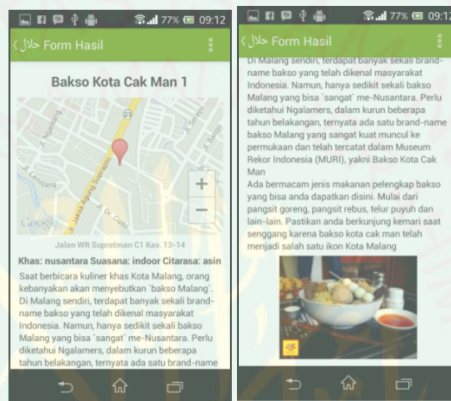 77% 09:12
حلال Form Hasil
Bakso Kota Cak Man 1
Jl. Jaksa Agung Suprapto
Jl. Dr. Cipto
Jalan WR Supratman C1 Kav. 13-14
Khas: nusantara Suasana: indoor Citarasa: asin
Saat berbicara kuliner khas Kota Malang, orang
kebanyakan akan menyebutkan `bakso Malang`.
Di Malang sendiri, terdapat banyak sekali brand-
name bakso yang telah dikenal masyarakat
Indonesia. Namun, hanya sedikit sekali bakso
Malang yang bisa `sangat` me-Nusantara. Perlu
diketahui Ngalamers, dalam kurun beberapa
tahun belakangan, ternyata ada satu brand-name
77% 09:12
حلال Form Hasil
Di Malang sendiri, terdapat banyak sekali brand-
name bakso yang telah dikenal masyarakat
Indonesia. Namun, hanya sedikit sekali bakso
Malang yang bisa `sangat` me-Nusantara. Perlu
diketahui Ngalamers, dalam kurun beberapa
tahun belakangan, ternyata ada satu brand-name
bakso Malang yang sangat kuat muncul ke
permukaan dan telah tercatat dalam Museum
Rekor Indonesia (MURI), yakni Bakso Kota Cak
Man
Ada bermacam jenis makanan pelengkap bakso
yang bisa anda dapatkan disini. Mulai dari
pangsit goreng, pangsit rebus, telur puyuh dan
lain-lain. Pastikan anda berkunjung kemari saat
senggang karena bakso kota cak man telah
menjadi salah satu ikon Kota Malang